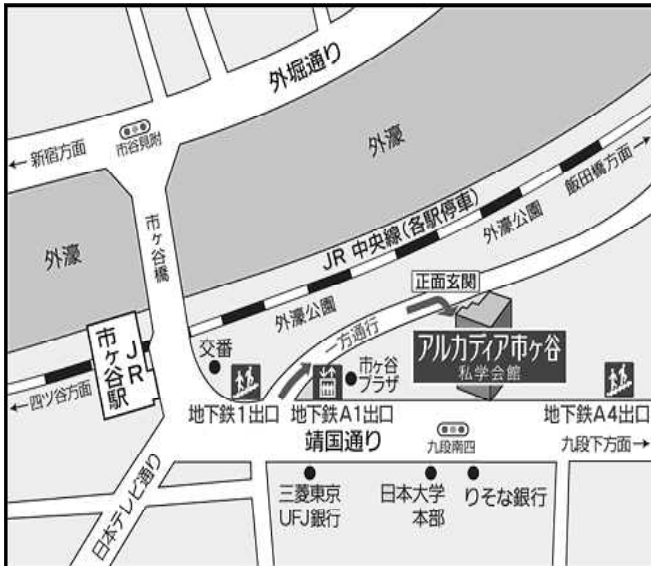 外堀通り
←新宿方面
市谷見附
外濠
飯田橋方面→
市ヶ谷橋
JR 中央線(各駅停車)
外濠公園
外濠
正面玄関
外濠公園
一方通行
JR
市ヶ谷駅
交番
市ヶ谷
プラザ
アルカディア市ヶ谷
私学会館
←四ツ谷方面
地下鉄1出口
地下鉄A1出口
地下鉄A4出口
靖国通り
九段南四
九段下方面→
日本テレビ通り
三菱東京
UFJ銀行
日本大学
本部
りそな銀行